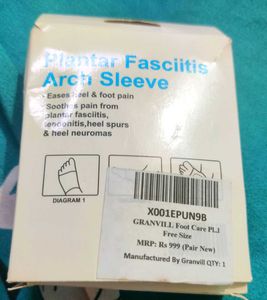 Plantar Fasciitis
Arch Sleeve
• Eases heel & foot pain
• Soothes pain from
plantar fasciitis,
tendonitis, heel spurs
& heel neuromas
DIAGRAM 1
X001EPUN9B
GRANVILL Foot Care PL.I
Free Size
MRP: Rs 999 (Pair New)
Manufactured By Granvill QTY: 1